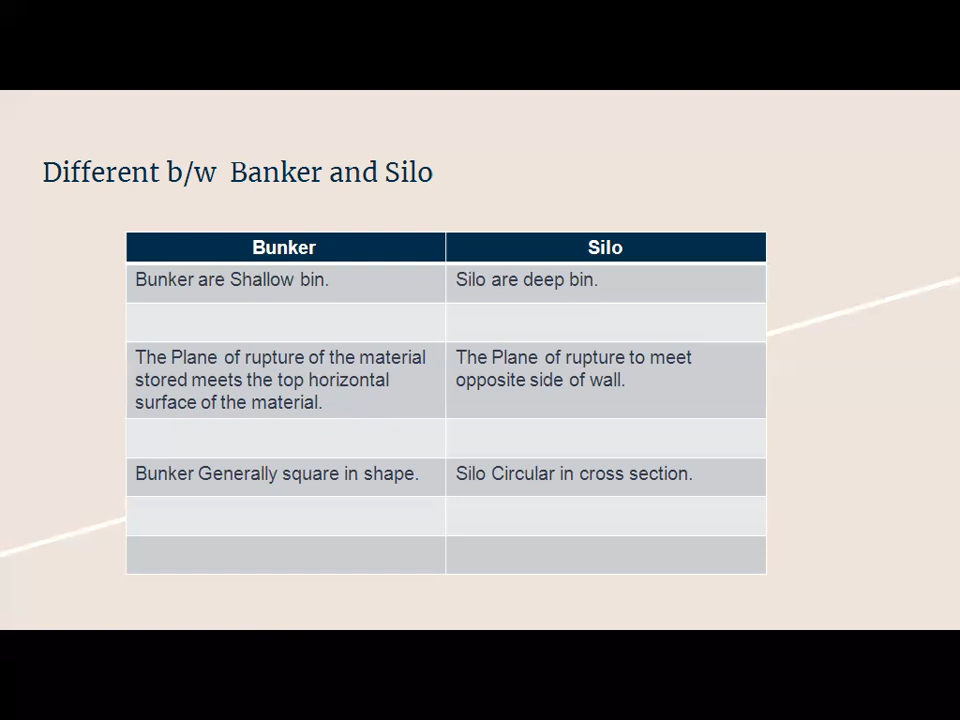 Different b/w Banker and Silo
Bunker
Silo
Bunker are Shallow bin.
Silo are deep bin.
The Plane of rupture of the material
stored meets the top horizontal
surface of the material.
The Plane of rupture to meet
opposite side of wall.
Bunker Generally square in shape.
Silo Circular in cross section.